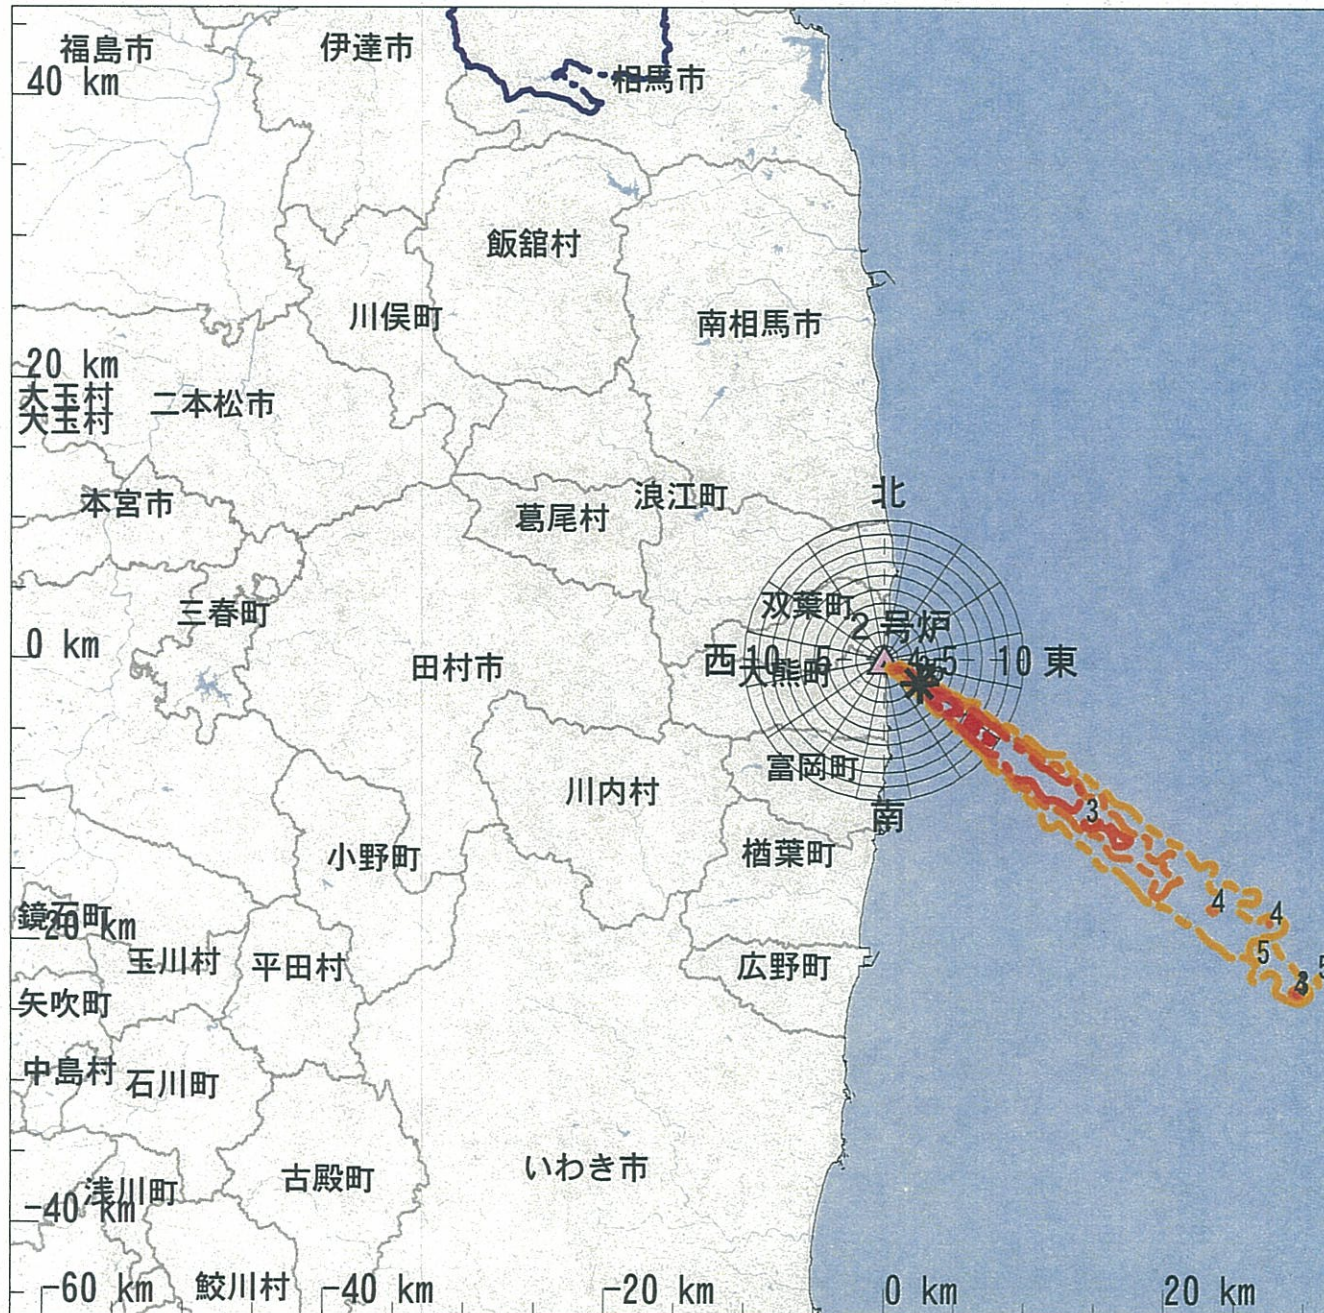 福島市 伊達市
40 km 相馬市
飯舘村
川俣町 南相馬市
20 km
大玉村 二本松市
大玉村
本宮市 葛尾村 浪江町 北
三春町 双葉町
2号炉
0 km 田村市 西 10 5 大熊町 5 10 東
川内村 富岡町 南 3
小野町 楢葉町
鏡石町 4 4
-20 km
玉川村 平田村 広野町 5 5
矢吹町
中島村 石川町
浅川町 古殿町 いわき市
-40 km
鮫川村
-60 km -40 km -20 km 0 km 20 km